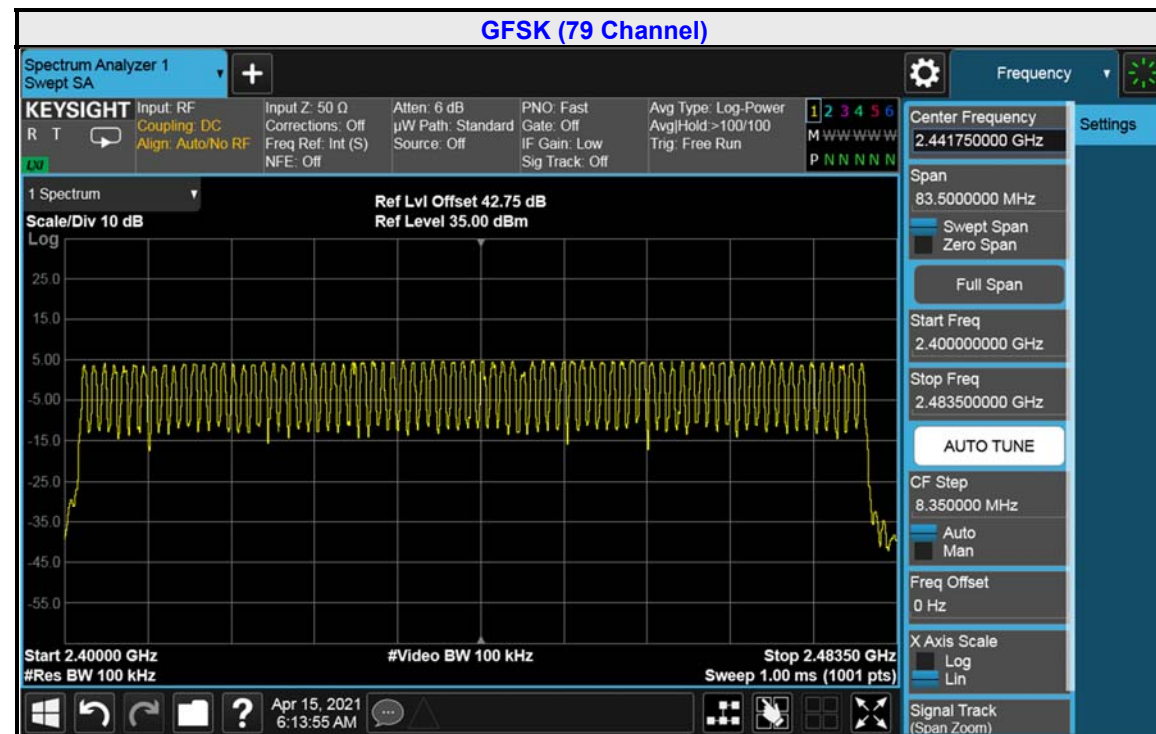 GFSK (79 Channel)
Spectrum Analyzer 1
Swept SA
+
Frequency
KEYSIGHT
R T
LXI
Input: RF
Coupling: DC
Align: Auto/No RF
Input Z: 50 Ω
Corrections: Off
Freq Ref: Int (S)
NFE: Off
Atten: 6 dB
µW Path: Standard
Source: Off
PNO: Fast
Gate: Off
IF Gain: Low
Sig Track: Off
Avg Type: Log-Power
Avg|Hold:>100/100
Trig: Free Run
1 2 3 4 5 6
M W W W W W
P N N N N N
1 Spectrum
Scale/Div 10 dB
Ref Lvl Offset 42.75 dB
Ref Level 35.00 dBm
Log
25.0
15.0
5.00
-5.00
-15.0
-25.0
-35.0
-45.0
-55.0
Start 2.40000 GHz
#Res BW 100 kHz
#Video BW 100 kHz
Stop 2.48350 GHz
Sweep 1.00 ms (1001 pts)
?
Apr 15, 2021
6:13:55 AM
Center Frequency
2.441750000 GHz
Settings
Span
83.5000000 MHz
Swept Span
Zero Span
Full Span
Start Freq
2.400000000 GHz
Stop Freq
2.483500000 GHz
AUTO TUNE
CF Step
8.350000 MHz
Auto
Man
Freq Offset
0 Hz
X Axis Scale
Log
Lin
Signal Track
(Span Zoom)